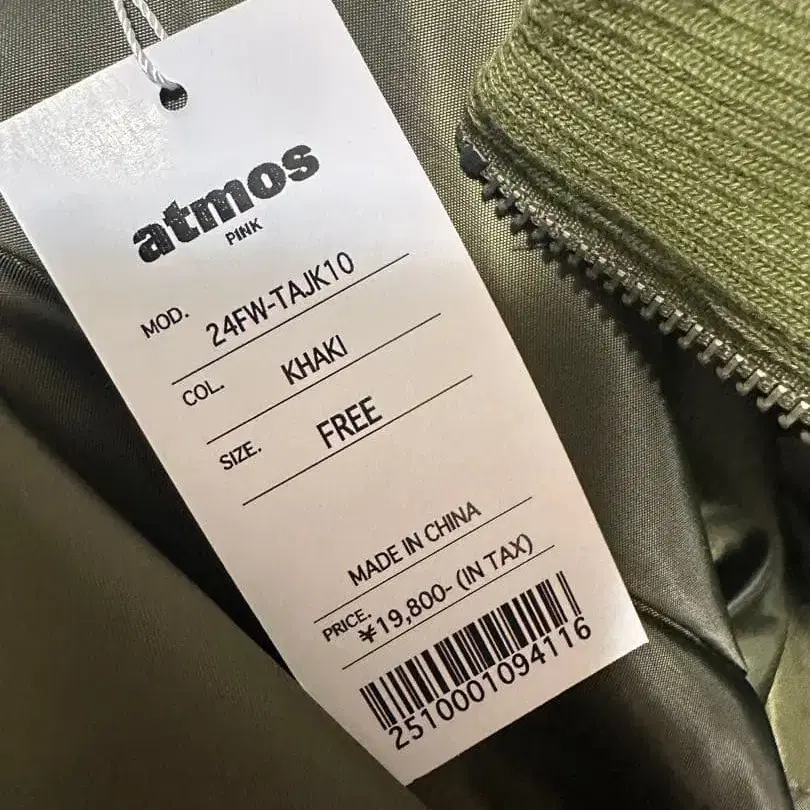 atmos
PINK
MOD. 24FW-TAJK10
COL. KHAKI
SIZE. FREE
MADE IN CHINA
PRICE. ¥19,800- (IN TAX)
2510001094116